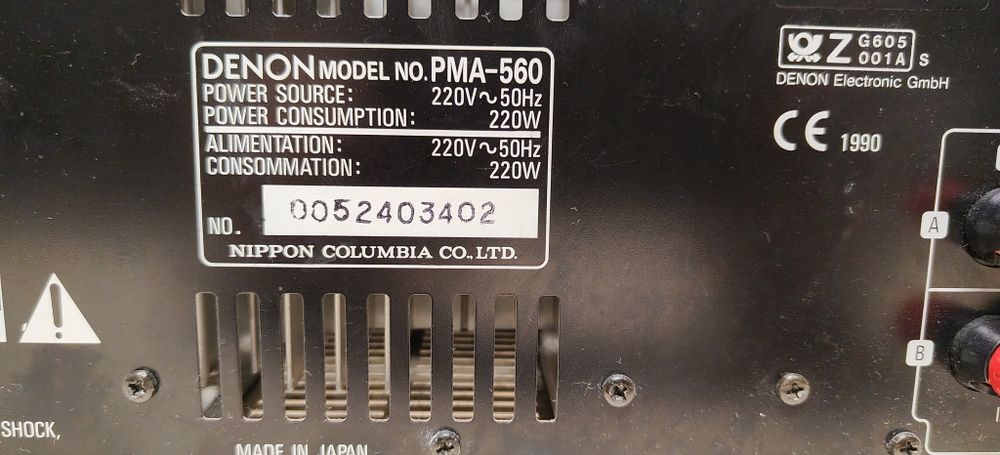 DENON MODEL NO. PMA-560
POWER SOURCE: 220V～50Hz
POWER CONSUMPTION: 220W
ALIMENTATION: 220V～50Hz
CONSOMMATION: 220W
NO. 0052403402
NIPPON COLUMBIA CO.,LTD.
Z G605
001A S
DENON Electronic GmbH
CE 1990
A
B
SHOCK,
MADE IN JAPAN